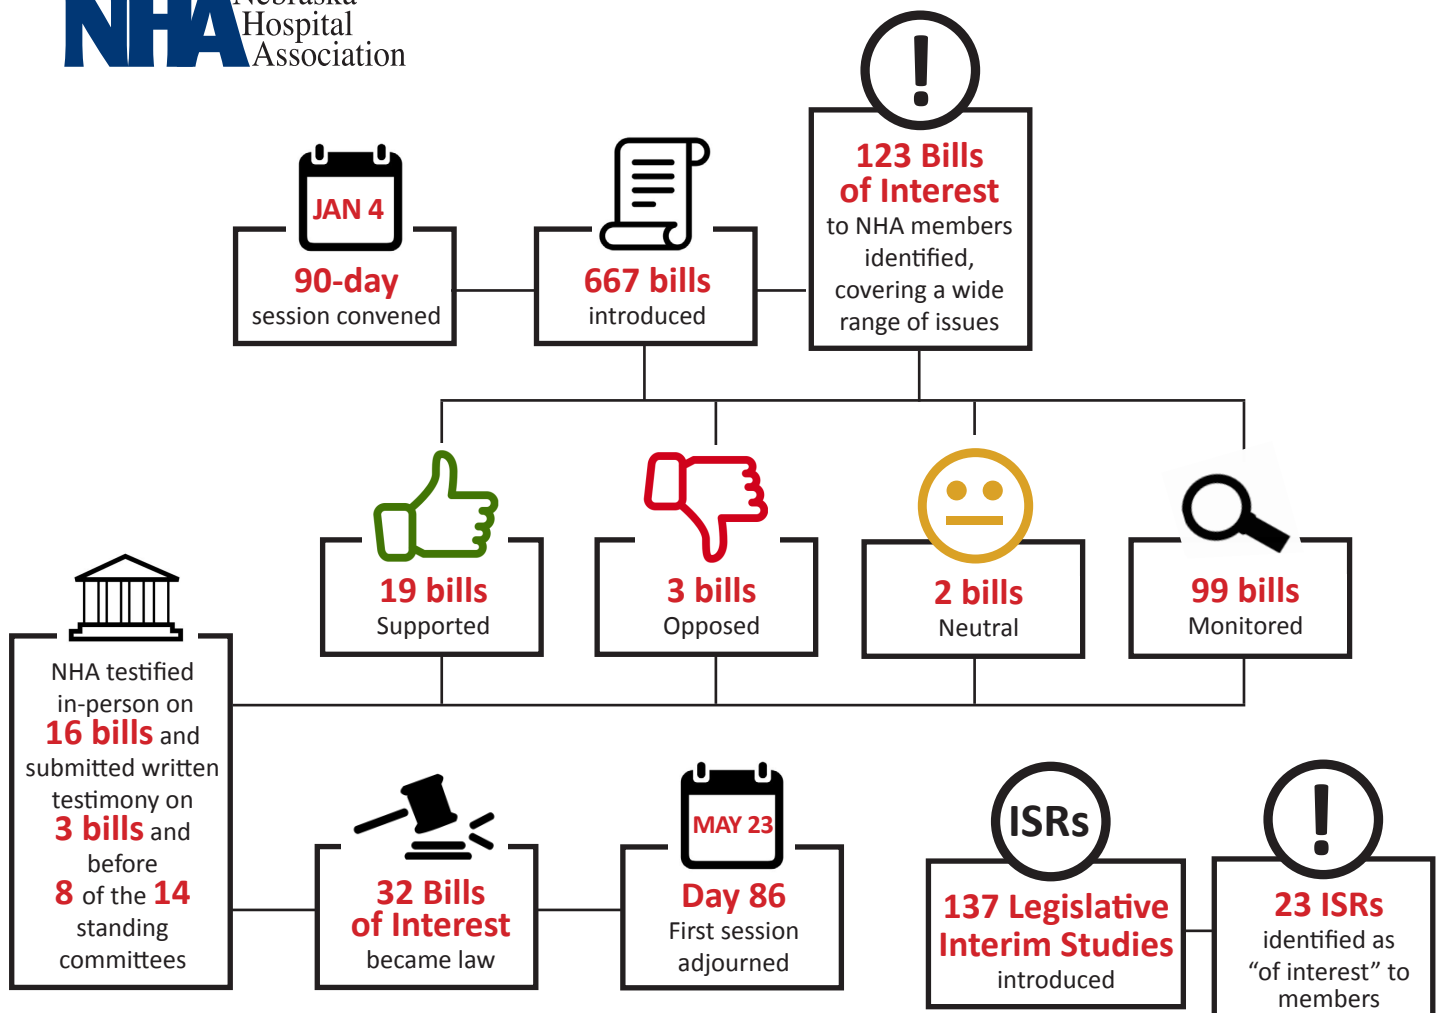 NHA
Nebraska
Hospital
Association
JAN 4
90-day
session convened
667 bills
introduced
123 Bills
of Interest
to NHA members
identified,
covering a wide
range of issues
19 bills
Supported
3 bills
Opposed
2 bills
Neutral
99 bills
Monitored
NHA testified
in-person on
16 bills and
submitted written
testimony on
3 bills and
before
8 of the 14
standing
committees
32 Bills
of Interest
became law
MAY 23
Day 86
First session
adjourned
ISRs
137 Legislative
Interim Studies
introduced
23 ISRs
identified as
“of interest” to
members